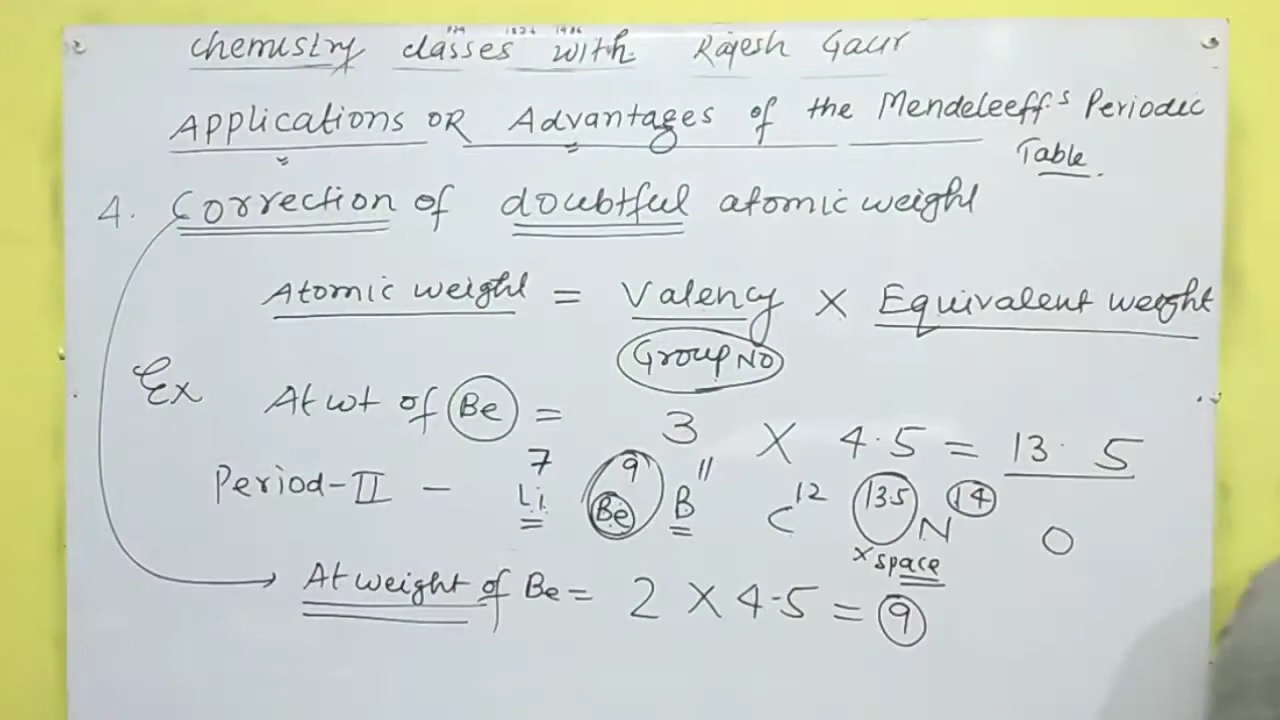 Chemistry classes with Rajesh Gaur
Applications OR Advantages of the Mendeleeff's Periodic
Table.
4. Correction of doubtful atomic weight
Atomic weight = Valency X Equivalent weight
Group No
Ex At wt of Be = 3 X 4.5 = 13.5
Period-II - Li 7 Be 9 B 11 C 12 13.5 N 14 O
x space
At weight of Be = 2 X 4.5 = 9